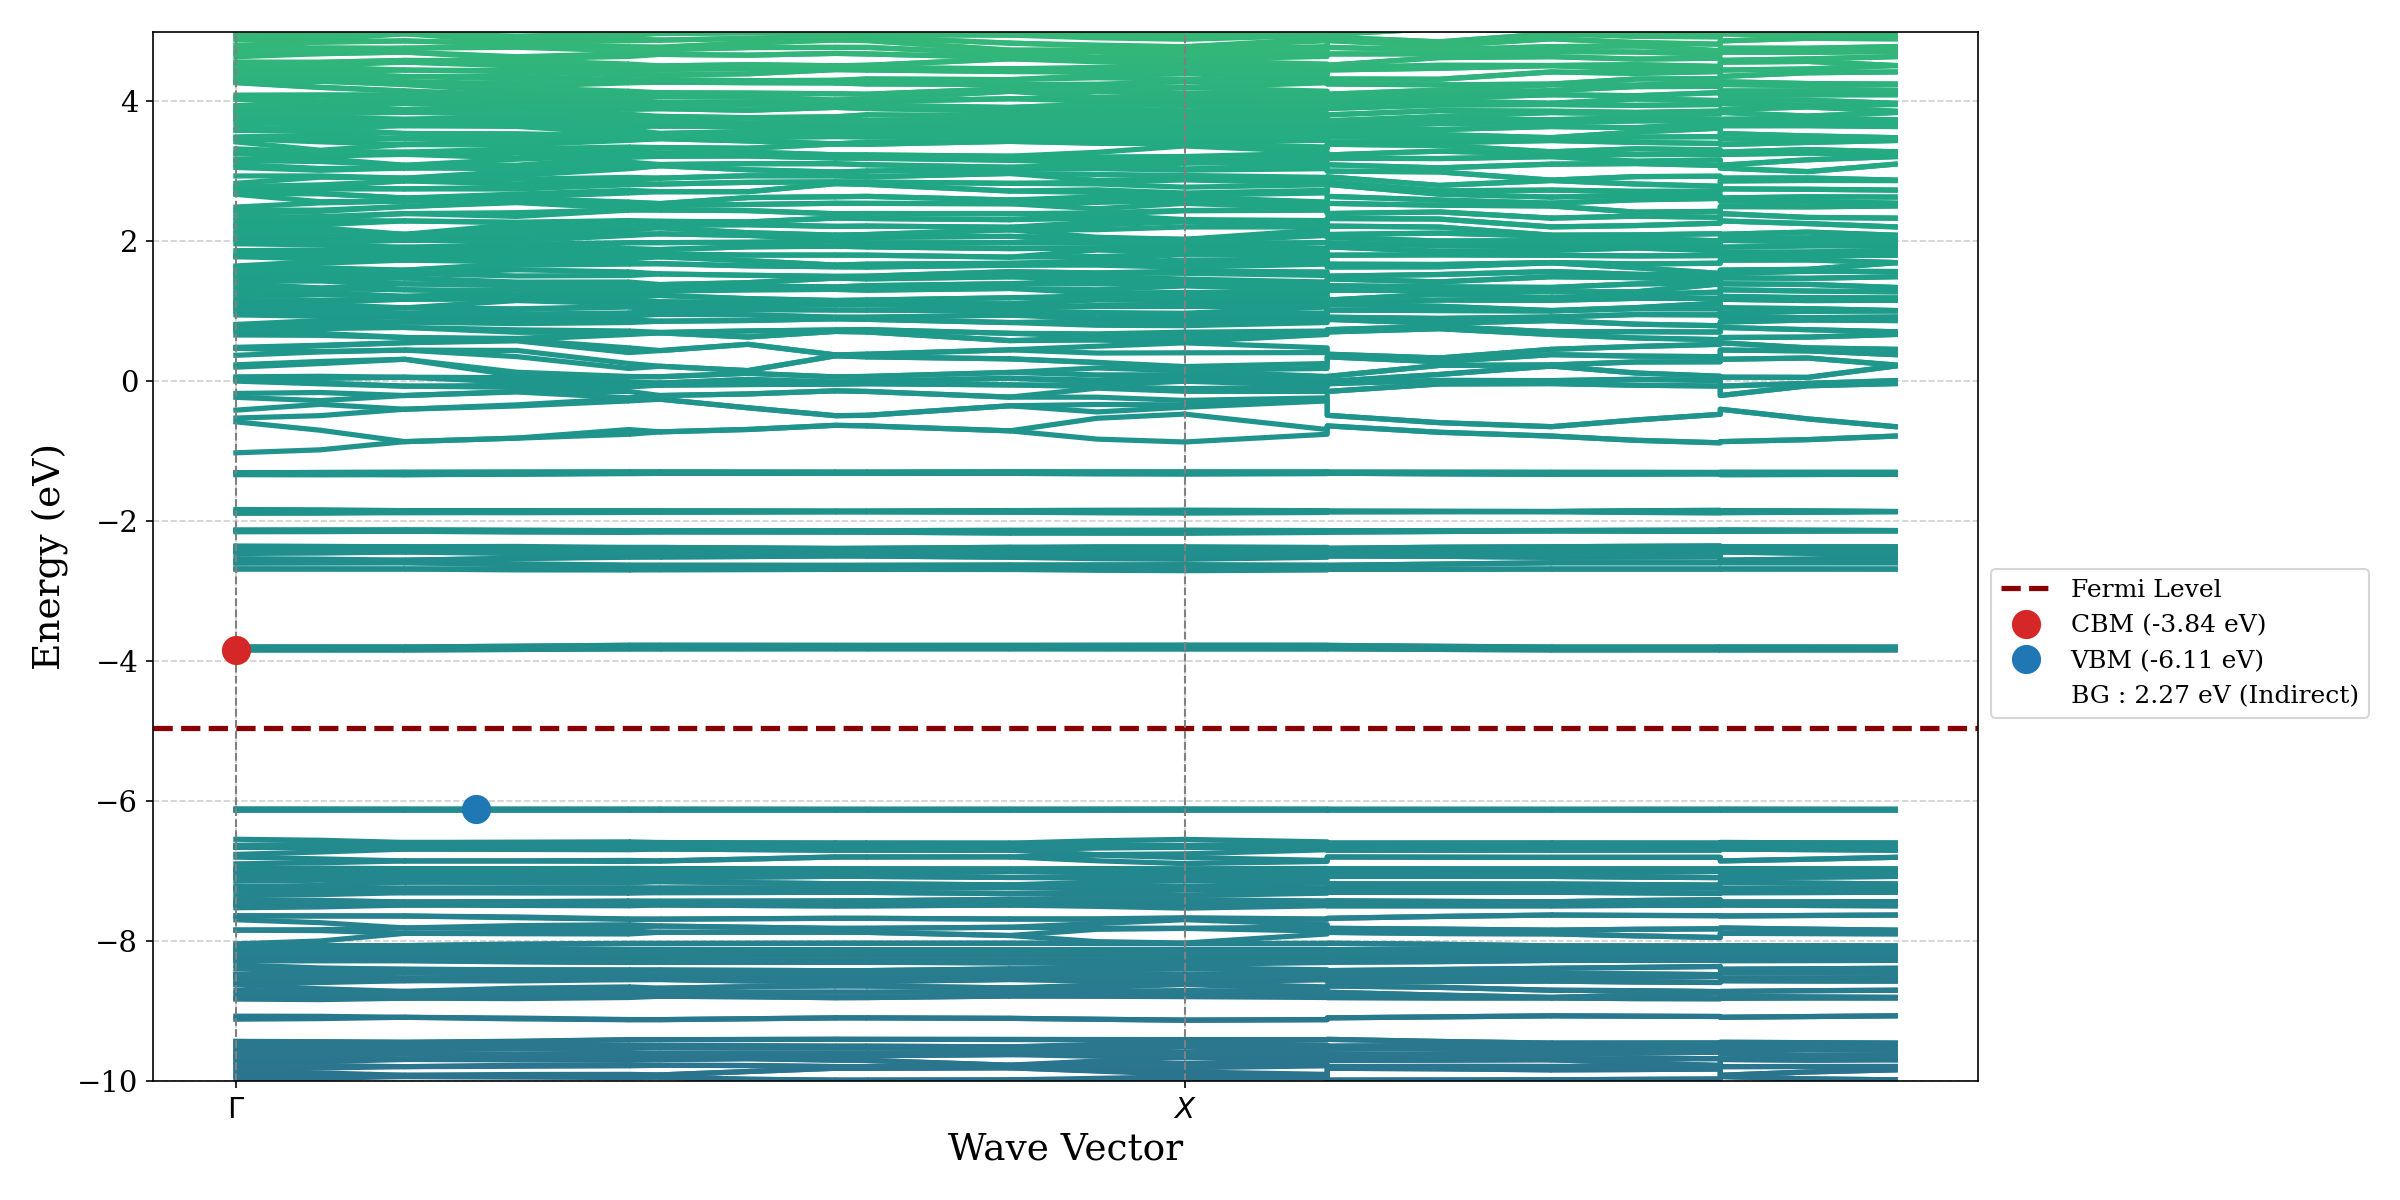 Energy (eV)
4
2
0
−2
−4
−6
−8
−10
Γ
X
Wave Vector
Fermi Level
CBM (-3.84 eV)
VBM (-6.11 eV)
BG : 2.27 eV (Indirect)